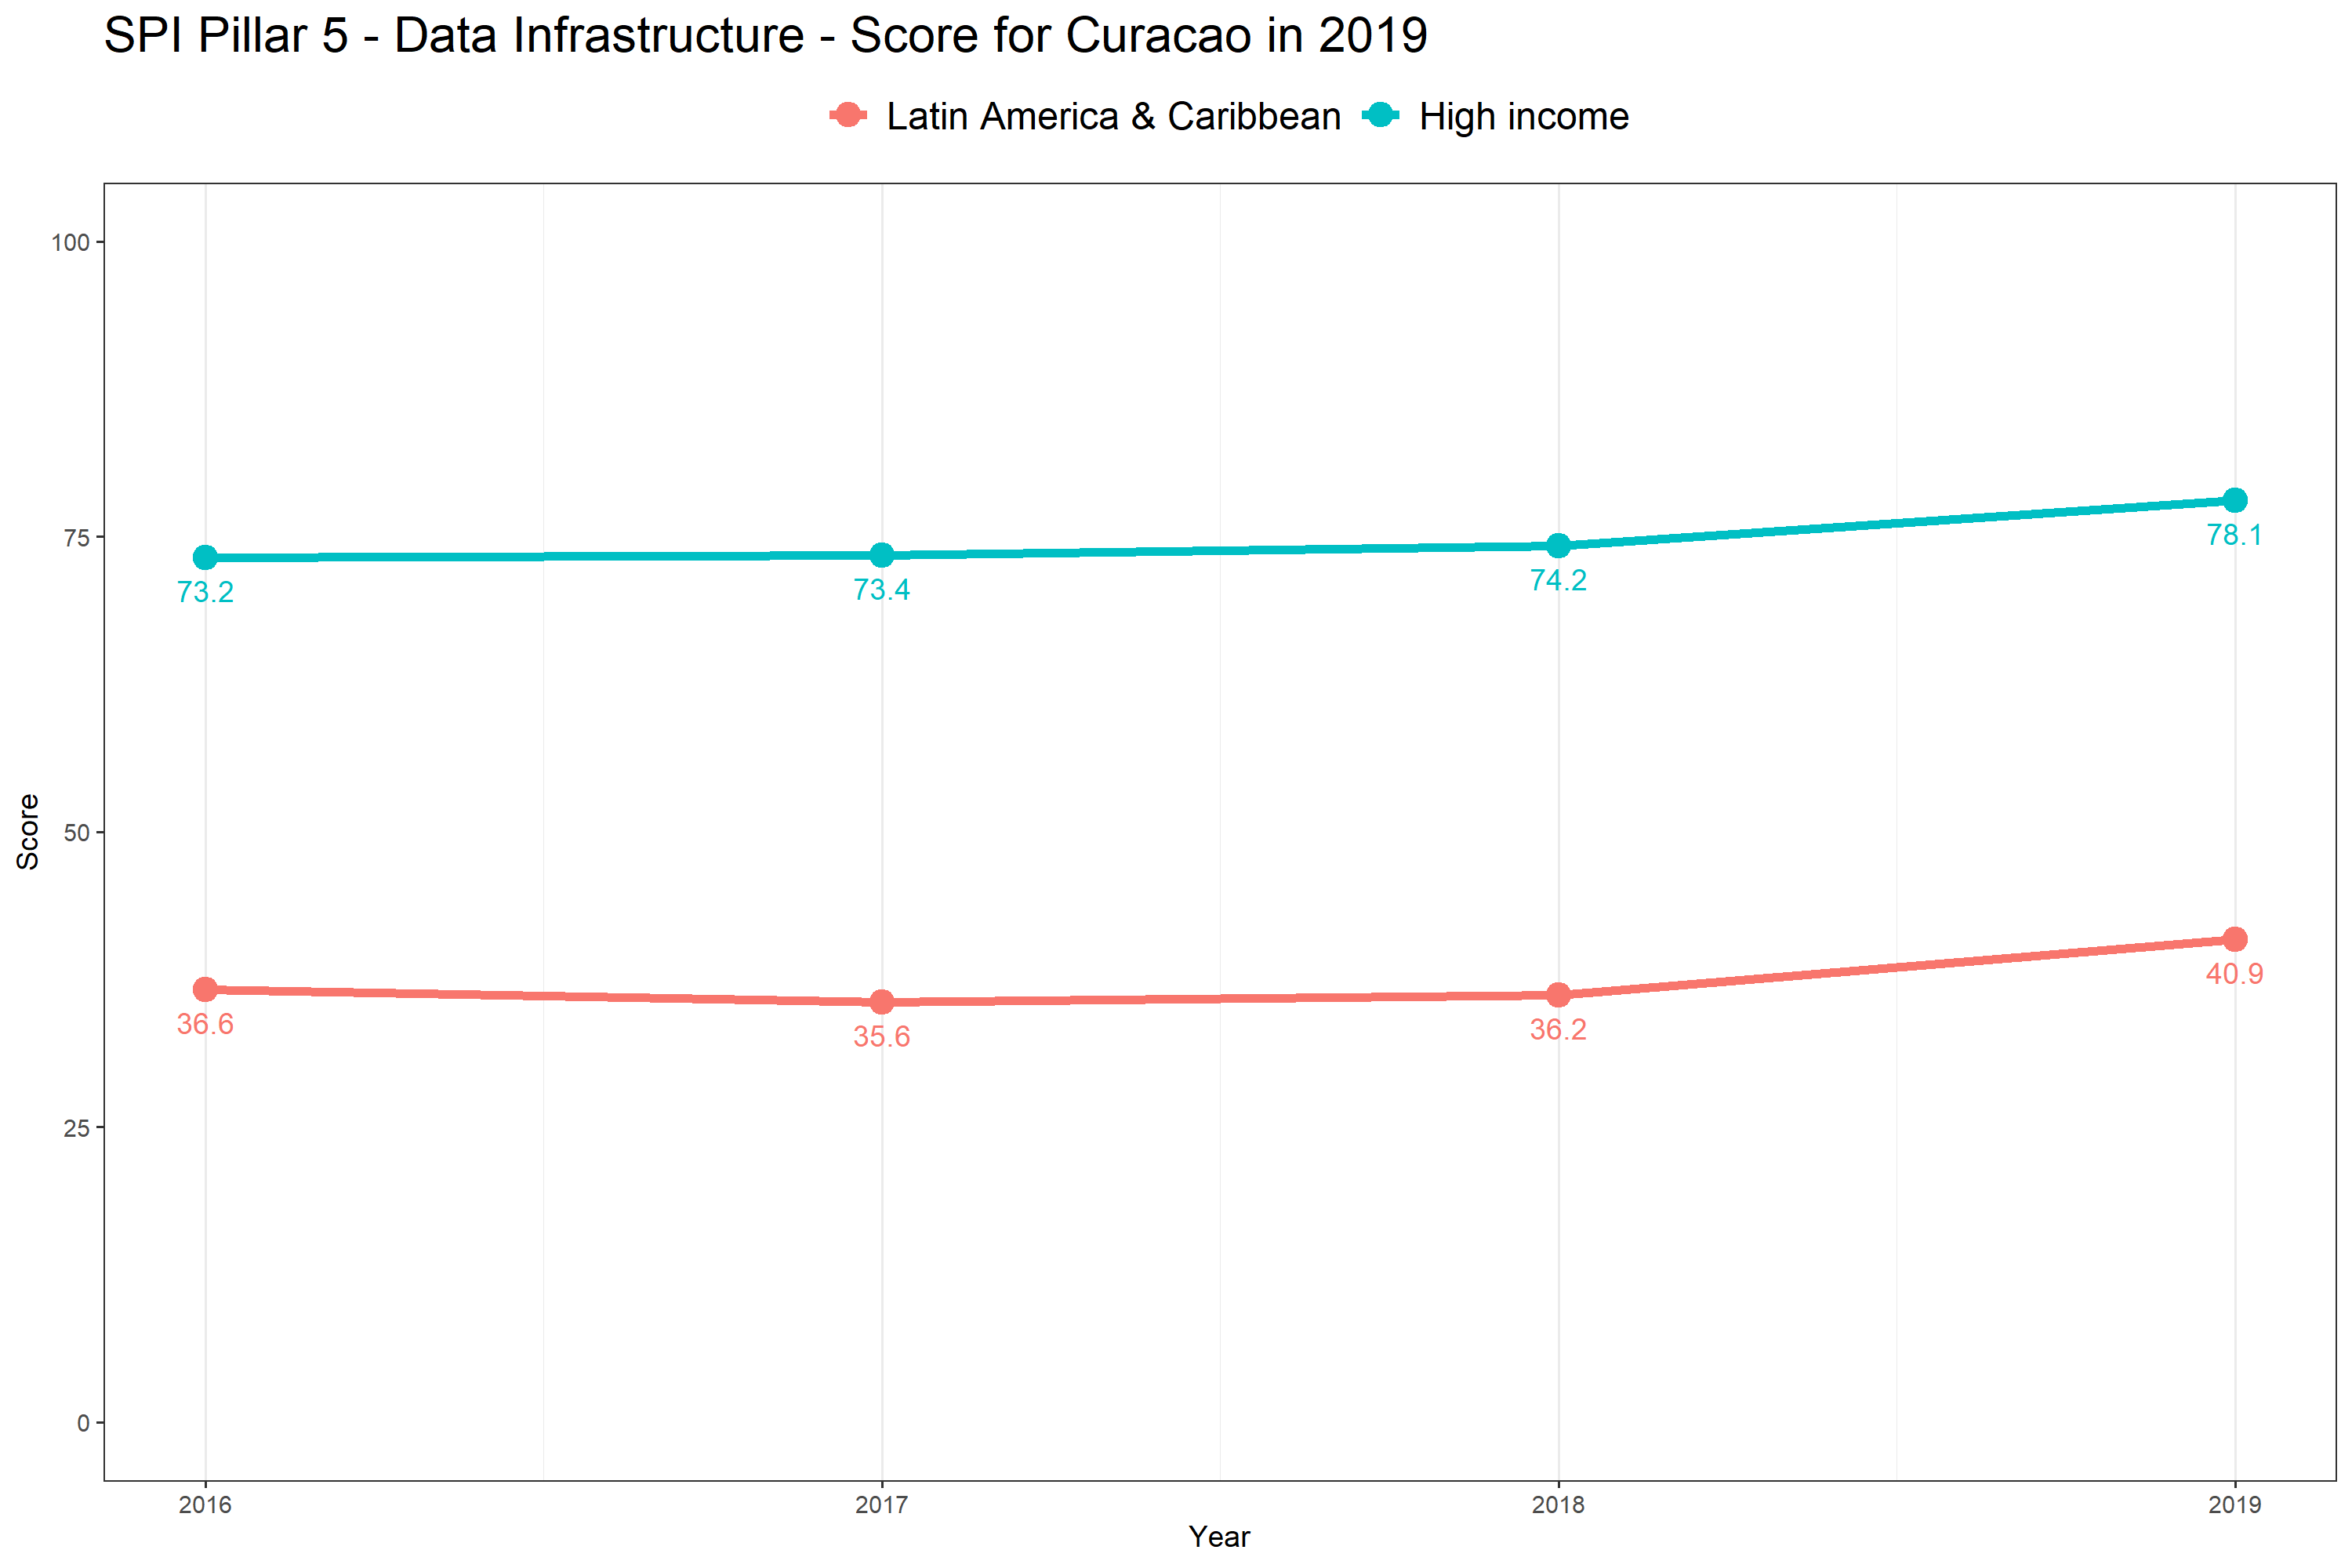 SPI Pillar 5 - Data Infrastructure - Score for Curacao in 2019
Latin America & Caribbean High income
100
75
50
25
0
Score
73.2
73.4
74.2
78.1
36.6
35.6
36.2
40.9
2016 2017 2018 2019
Year